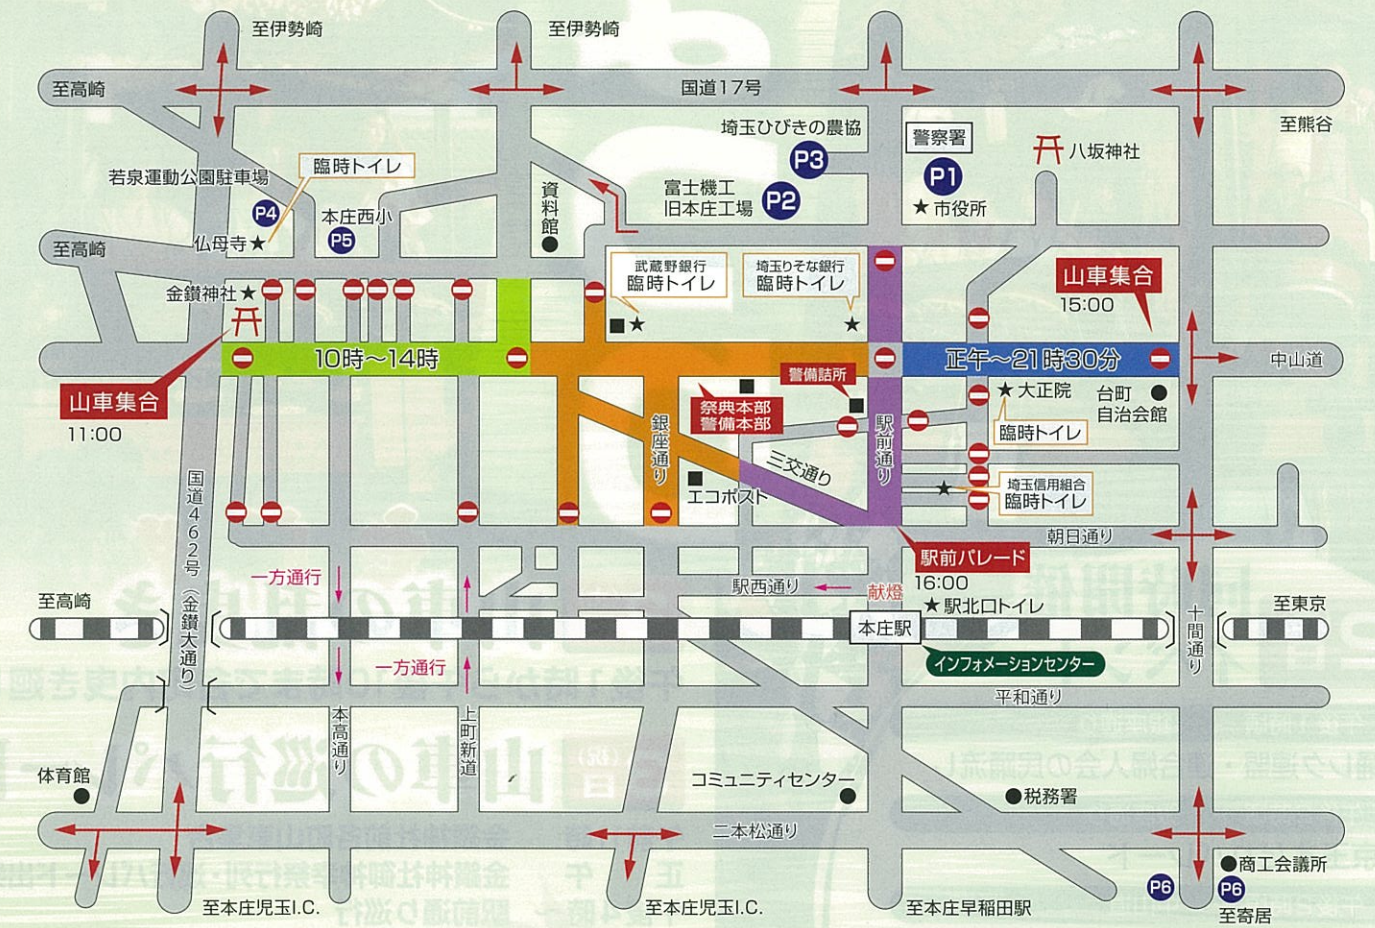 至伊勢崎
至伊勢崎
至高崎
国道17号
至熊谷
埼玉ひびきの農協
P3
警察署
P1
八坂神社
臨時トイレ
若泉運動公園駐車場
P4
本庄西小
P5
仏母寺
資料館
富士機工
旧本庄工場
P2
市役所
至高崎
金鑚神社
武蔵野銀行
臨時トイレ
埼玉りそな銀行
臨時トイレ
山車集合
15:00
10時～14時
正午～21時30分
中山道
山車集合
11:00
警備詰所
祭典本部
警備本部
大正院
臨時トイレ
台町
自治会館
銀座通り
駅前通り
三交通り
エコポスト
埼玉信用組合
臨時トイレ
国道462号（金鑚大通り）
朝日通り
駅前パレード
16:00
一方通行
駅西通り
献燈
駅北口トイレ
至高崎
本庄駅
十間通り
至東京
インフォメーションセンター
一方通行
平和通り
本高通り
上町新道
体育館
コミュニティセンター
税務署
二本松通り
商工会議所
P6
P6
至本庄児玉I.C.
至本庄児玉I.C.
至本庄早稲田駅
至寄居